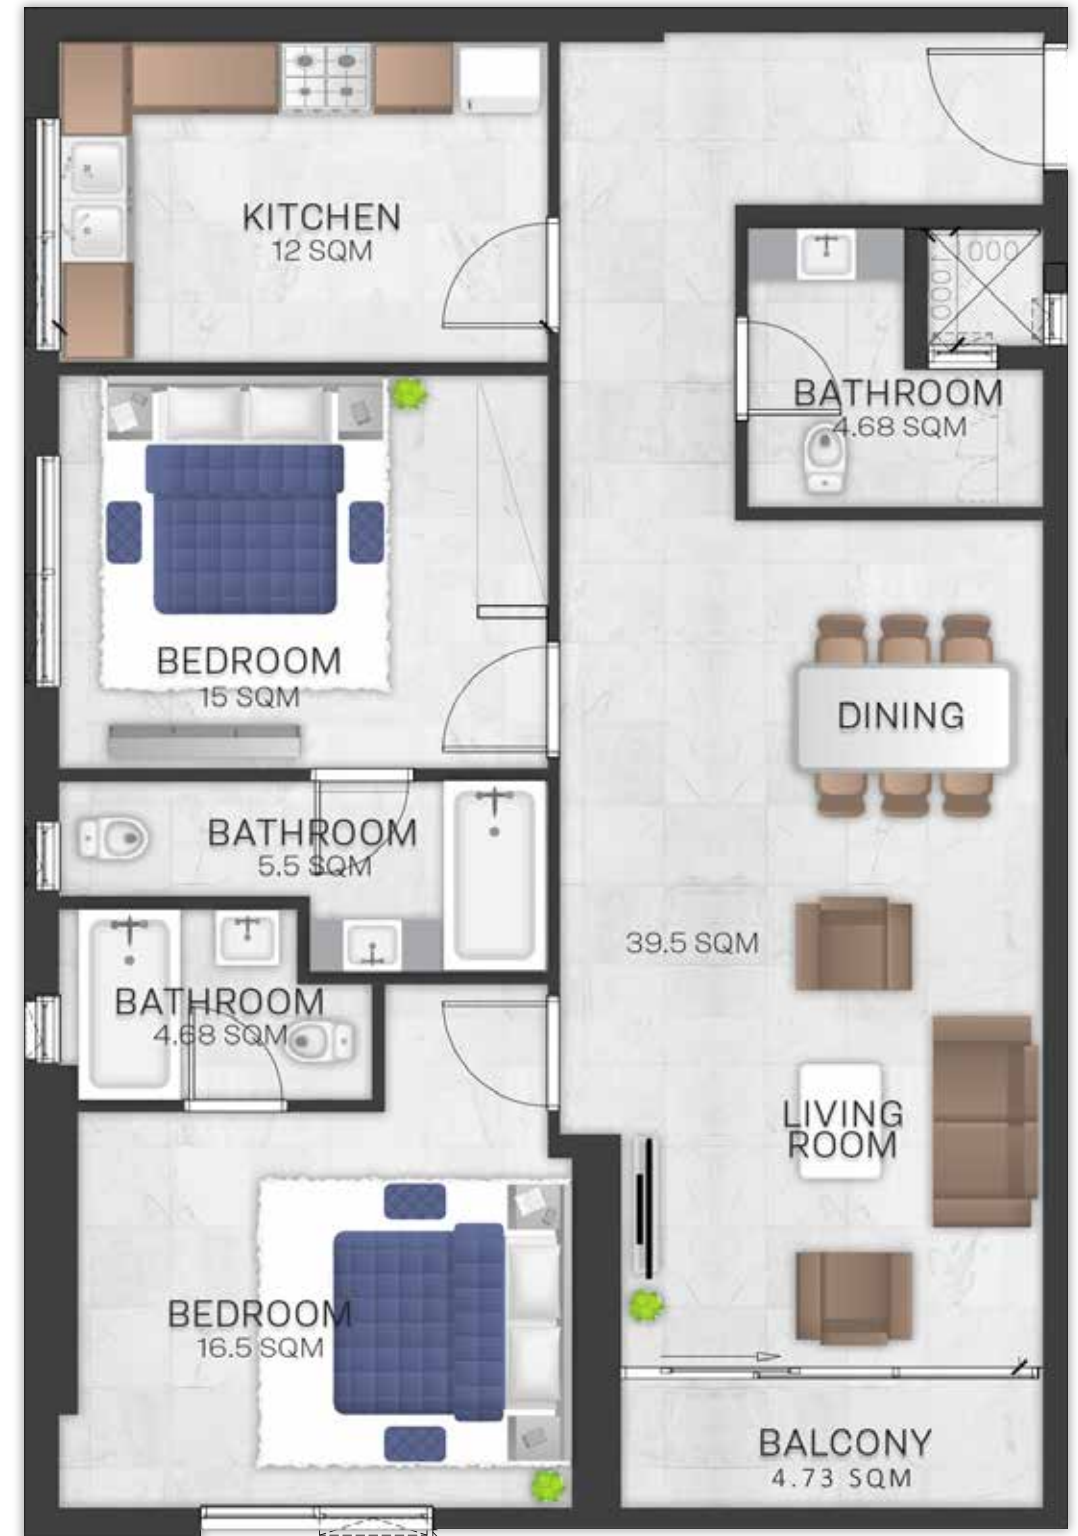 KITCHEN
12 SQM
BATHROOM
4.68 SQM
BEDROOM
15 SQM
DINING
BATHROOM
5.5 SQM
39.5 SQM
BATHROOM
4.68 SQM
LIVING
ROOM
BEDROOM
16.5 SQM
BALCONY
4.73 SQM